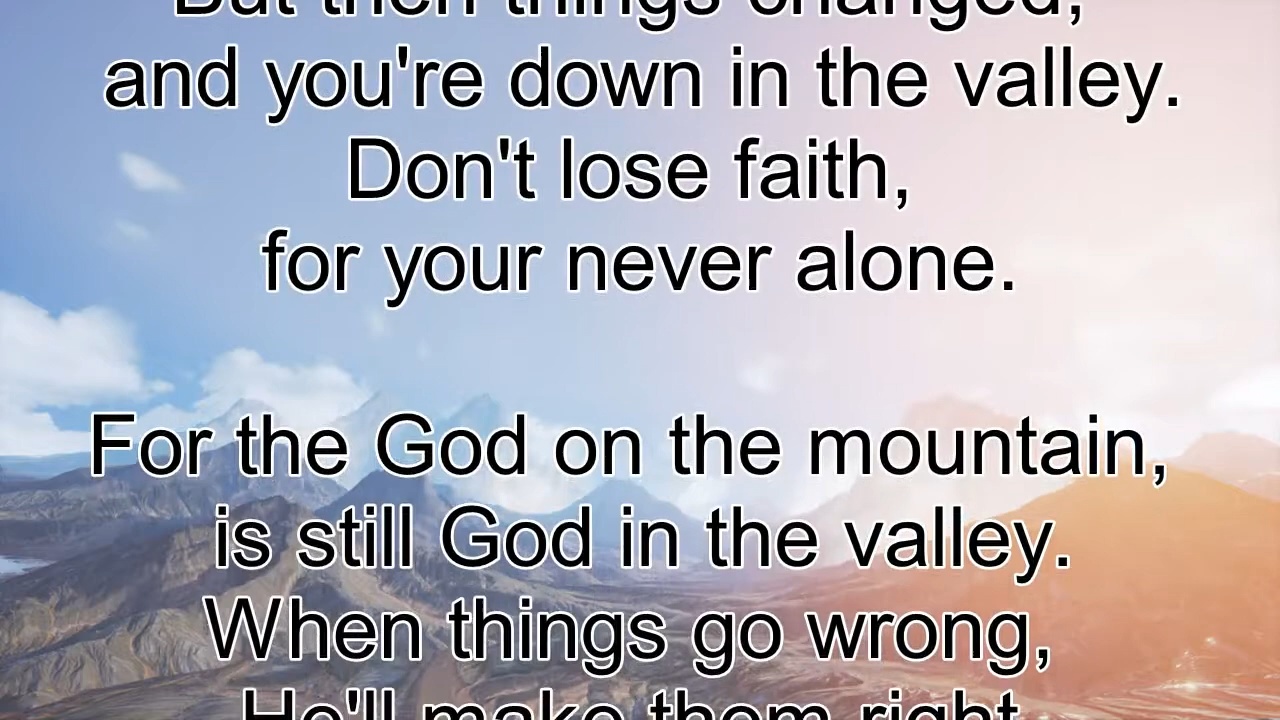 But then things changed,
and you're down in the valley.
Don't lose faith,
for your never alone.
For the God on the mountain,
is still God in the valley.
When things go wrong,
He'll make them right